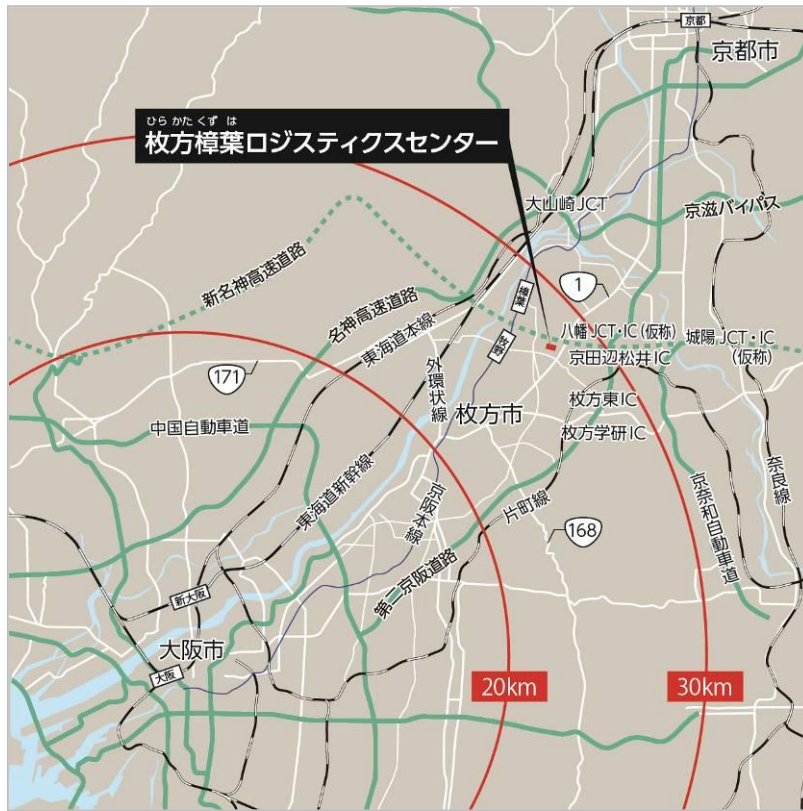 京都
京都市
ひら かた くず は
枚方樟葉ロジスティクスセンター
大山崎JCT
京滋バイパス
新名神高速道路
名神高速道路
東海道本線
樟葉
1
八幡JCT・IC(仮称)
城陽JCT・IC
(仮称)
牧野
京田辺松井IC
外環状線
171
枚方市
枚方東IC
中国自動車道
枚方学研IC
東海道新幹線
京阪本線
片町線
168
京奈和自動車道
奈良線
第二京阪道路
新大阪
大阪市
大阪
20km
30km